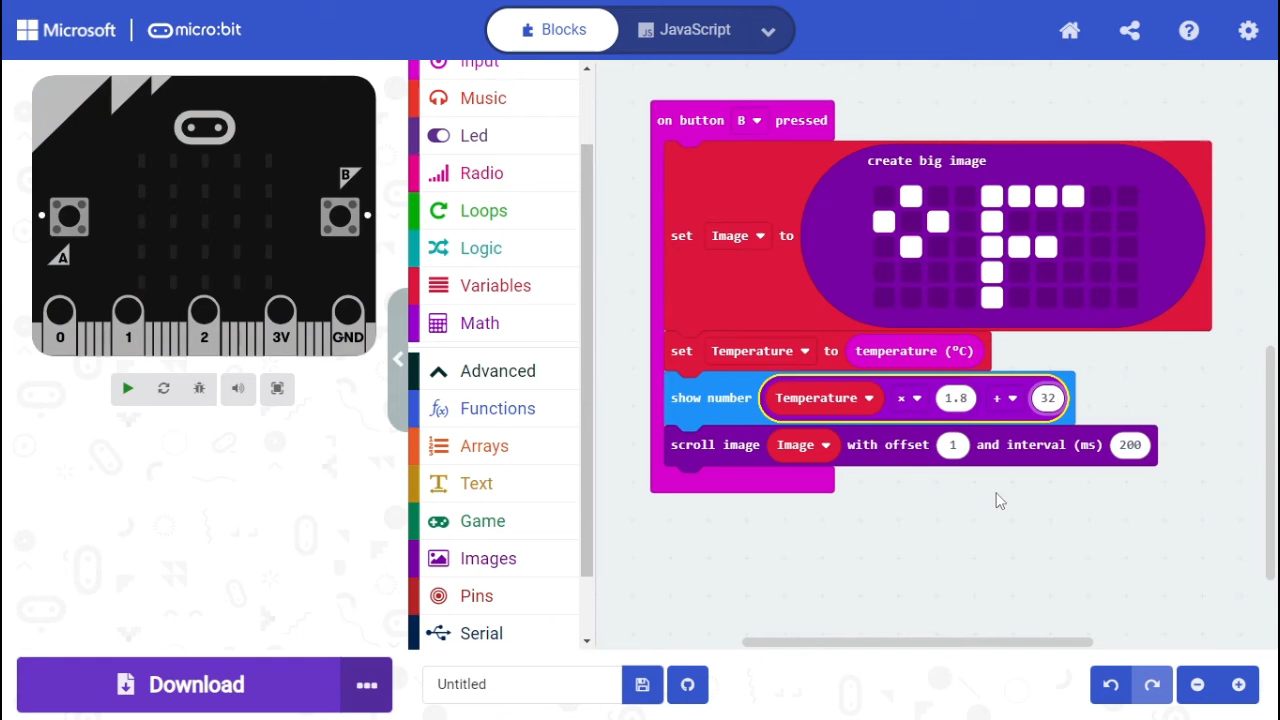 Microsoft micro:bit
Blocks
JavaScript
Input
Music
Led
Radio
Loops
Logic
Variables
Math
Advanced
Functions
Arrays
Text
Game
Images
Pins
Serial
A
B
0 1 2 3V GND
Download
Untitled
on button B pressed
create big image
set Image to
set Temperature to temperature (°C)
show number Temperature × 1.8 + 32
scroll image Image with offset 1 and interval (ms) 200